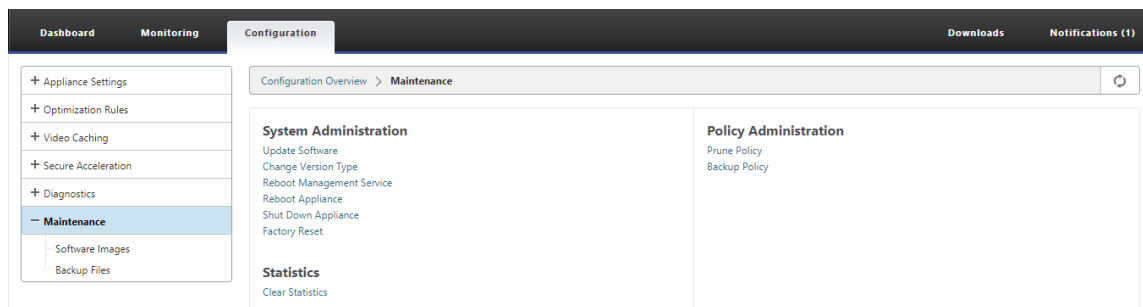 Dashboard Monitoring Configuration Downloads Notifications (1)
+ Appliance Settings
+ Optimization Rules
+ Video Caching
+ Secure Acceleration
+ Diagnostics
− Maintenance
Software Images
Backup Files
Configuration Overview > Maintenance
System Administration
Update Software
Change Version Type
Reboot Management Service
Reboot Appliance
Shut Down Appliance
Factory Reset
Statistics
Clear Statistics
Policy Administration
Prune Policy
Backup Policy